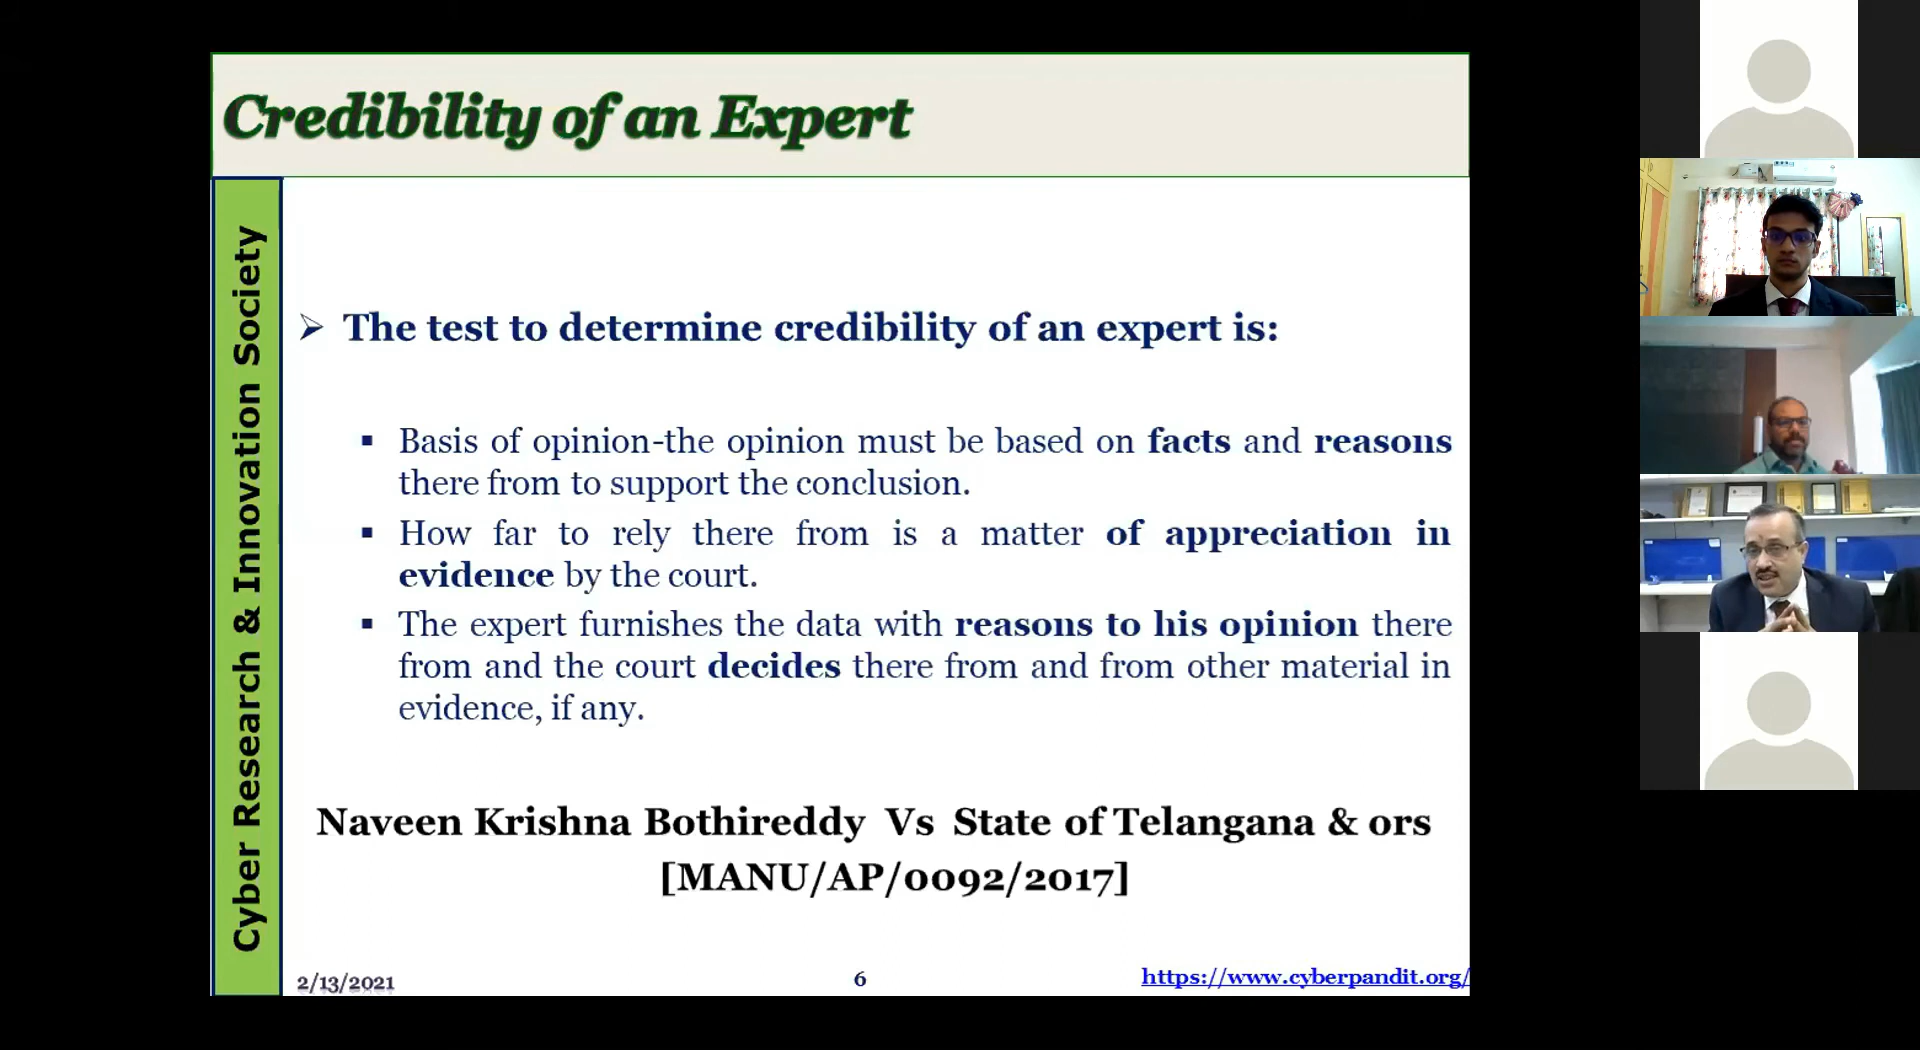 Credibility of an Expert
Cyber Research & Innovation Society
The test to determine credibility of an expert is:
Basis of opinion-the opinion must be based on facts and reasons
there from to support the conclusion.
How far to rely there from is a matter of appreciation in
evidence by the court.
The expert furnishes the data with reasons to his opinion there
from and the court decides there from and from other material in
evidence, if any.
Naveen Krishna Bothireddy Vs State of Telangana & ors
[MANU/AP/0092/2017]
2/13/2021
6
https://www.cyberpandit.org/